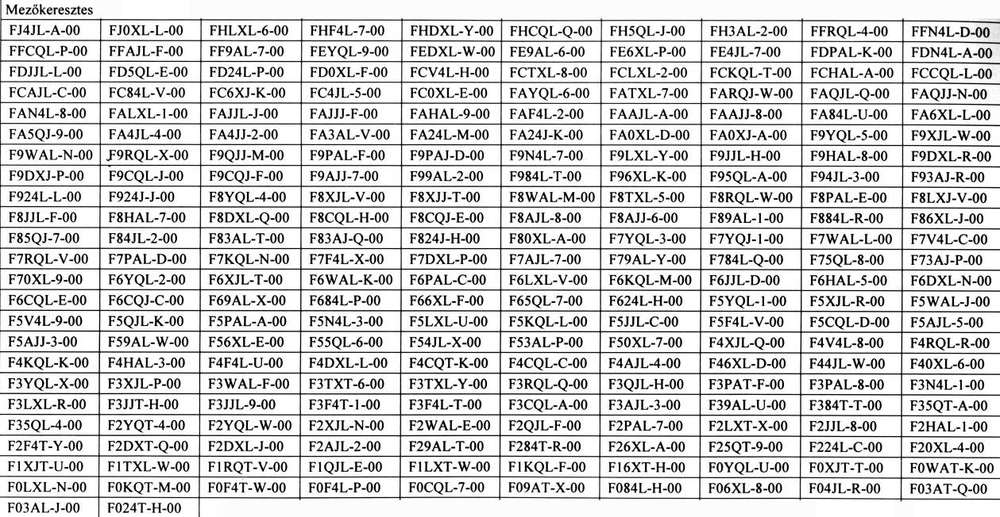 Mezőkeresztes
FJ4JL-A-00 FJ0XL-L-00 FHLXL-6-00 FHF4L-7-00 FHDXL-Y-00 FHCQL-Q-00 FH5QL-J-00 FH3AL-2-00 FFRQL-4-00 FFN4L-D-00
FFCQL-P-00 FFAJL-F-00 FF9AL-7-00 FEYQL-9-00 FEDXL-W-00 FE9AL-6-00 FE6XL-P-00 FE4JL-7-00 FDPAL-K-00 FDN4L-A-00
FDJJL-L-00 FD5QL-E-00 FD24L-P-00 FD0XL-F-00 FCV4L-H-00 FCTXL-8-00 FCLXL-2-00 FCKQL-T-00 FCHAL-A-00 FCCQL-L-00
FCAJL-C-00 FC84L-V-00 FC6XJ-K-00 FC4JL-5-00 FC0XL-E-00 FAYQL-6-00 FATXL-7-00 FARQJ-W-00 FAQJL-Q-00 FAQJJ-N-00
FAN4L-8-00 FALXL-1-00 FAJJL-J-00 FAJJJ-F-00 FAHAL-9-00 FAF4L-2-00 FAAJL-A-00 FAAJJ-8-00 FA84L-U-00 FA6XL-L-00
FA5QJ-9-00 FA4JL-4-00 FA4JJ-2-00 FA3AL-V-00 FA24L-M-00 FA24J-K-00 FA0XL-D-00 FA0XJ-A-00 F9YQL-5-00 F9XJL-W-00
F9WAL-N-00 F9RQL-X-00 F9QJJ-M-00 F9PAL-F-00 F9PAJ-D-00 F9N4L-7-00 F9LXL-Y-00 F9JJL-H-00 F9HAL-8-00 F9DXL-R-00
F9DXJ-P-00 F9CQL-J-00 F9CQJ-F-00 F9AJJ-7-00 F99AL-2-00 F984L-T-00 F96XL-K-00 F95QL-A-00 F94JL-3-00 F93AJ-R-00
F924L-L-00 F924J-J-00 F8YQL-4-00 F8XJL-V-00 F8XJJ-T-00 F8WAL-M-00 F8TXL-5-00 F8RQL-W-00 F8PAL-E-00 F8LXJ-V-00
F8JJL-F-00 F8HAL-7-00 F8DXL-Q-00 F8CQL-H-00 F8CQJ-E-00 F8AJL-8-00 F8AJJ-6-00 F89AL-1-00 F884L-R-00 F86XL-J-00
F85QJ-7-00 F84JL-2-00 F83AL-T-00 F83AJ-Q-00 F824J-H-00 F80XL-A-00 F7YQL-3-00 F7YQJ-1-00 F7WAL-L-00 F7V4L-C-00
F7RQL-V-00 F7PAL-D-00 F7KQL-N-00 F7F4L-X-00 F7DXL-P-00 F7AJL-7-00 F79AL-Y-00 F784L-Q-00 F75QL-8-00 F73AJ-P-00
F70XL-9-00 F6YQL-2-00 F6XJL-T-00 F6WAL-K-00 F6PAL-C-00 F6LXL-V-00 F6KQL-M-00 F6JJL-D-00 F6HAL-5-00 F6DXL-N-00
F6CQL-E-00 F6CQJ-C-00 F69AL-X-00 F684L-P-00 F66XL-F-00 F65QL-7-00 F624L-H-00 F5YQL-1-00 F5XJL-R-00 F5WAL-J-00
F5V4L-9-00 F5QJL-K-00 F5PAL-A-00 F5N4L-3-00 F5LXL-U-00 F5KQL-L-00 F5JJL-C-00 F5F4L-V-00 F5CQL-D-00 F5AJL-5-00
F5AJJ-3-00 F59AL-W-00 F56XL-E-00 F55QL-6-00 F54JL-X-00 F53AL-P-00 F50XL-7-00 F4XJL-Q-00 F4V4L-8-00 F4RQL-R-00
F4KQL-K-00 F4HAL-3-00 F4F4L-U-00 F4DXL-L-00 F4CQT-K-00 F4CQL-C-00 F4AJL-4-00 F46XL-D-00 F44JL-W-00 F40XL-6-00
F3YQL-X-00 F3XJL-P-00 F3WAL-F-00 F3TXT-6-00 F3TXL-Y-00 F3RQL-Q-00 F3QJL-H-00 F3PAT-F-00 F3PAL-8-00 F3N4L-1-00
F3LXL-R-00 F3JJT-H-00 F3JJL-9-00 F3F4T-1-00 F3F4L-T-00 F3CQL-A-00 F3AJL-3-00 F39AL-U-00 F384T-T-00 F35QT-A-00
F35QL-4-00 F2YQT-4-00 F2YQL-W-00 F2XJL-N-00 F2WAL-E-00 F2QJL-F-00 F2PAL-7-00 F2LXT-X-00 F2JJL-8-00 F2HAL-1-00
F2F4T-Y-00 F2DXT-Q-00 F2DXL-J-00 F2AJL-2-00 F29AL-T-00 F284T-R-00 F26XL-A-00 F25QT-9-00 F224L-C-00 F20XL-4-00
F1XJT-U-00 F1TXL-W-00 F1RQT-V-00 F1QJL-E-00 F1LXT-W-00 F1KQL-F-00 F16XT-H-00 F0YQL-U-00 F0XJT-T-00 F0WAT-K-00
F0LXL-N-00 F0KQT-M-00 F0F4T-W-00 F0F4L-P-00 F0CQL-7-00 F09AT-X-00 F084L-H-00 F06XL-8-00 F04JL-R-00 F03AT-Q-00
F03AL-J-00 F024T-H-00